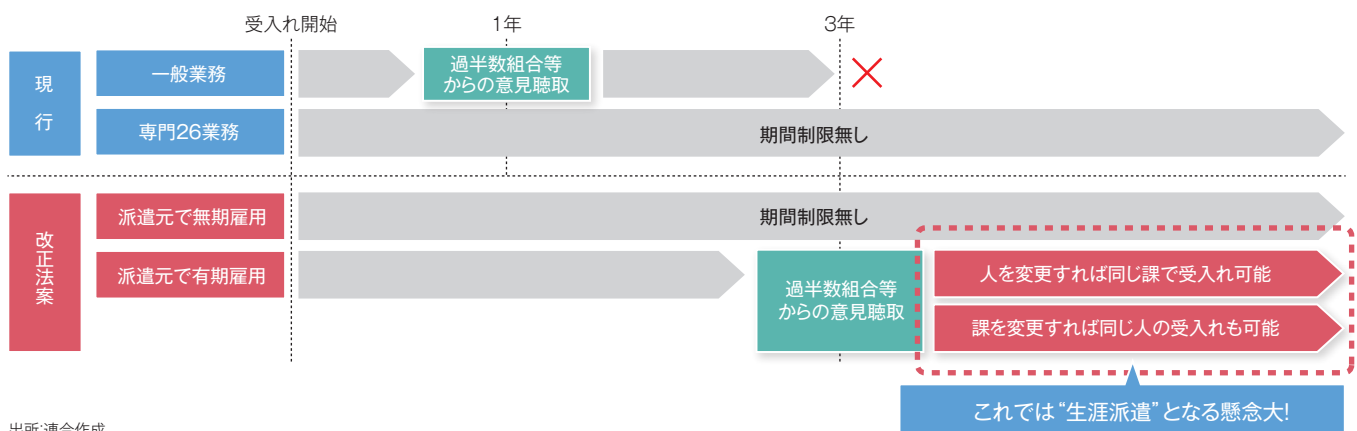 受入れ開始
1年
3年
現行
一般業務
過半数組合等
からの意見聴取
専門26業務
期間制限無し
改正法案
派遣元で無期雇用
期間制限無し
派遣元で有期雇用
過半数組合等
からの意見聴取
人を変更すれば同じ課で受入れ可能
課を変更すれば同じ人の受入れも可能
これでは“生涯派遣”となる懸念大!
出所:連合作成